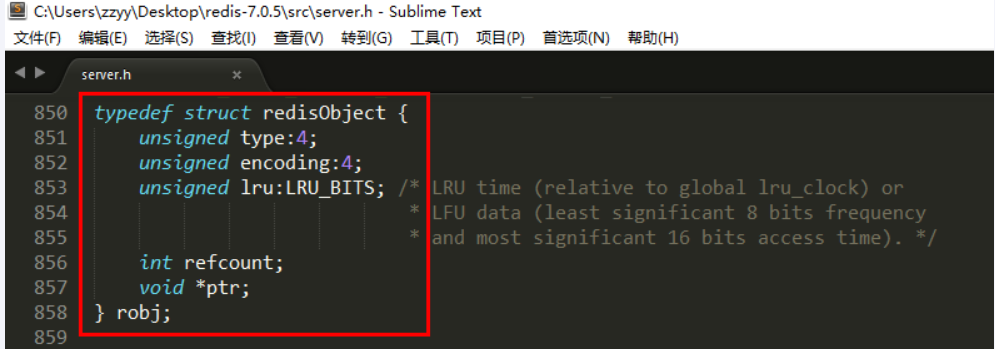 C:\Users\zzyy\Desktop\redis-7.0.5\src\server.h - Sublime Text
文件(F) 编辑(E) 选择(S) 查找(I) 查看(V) 转到(G) 工具(T) 项目(P) 首选项(N) 帮助(H)
server.h ×
850 typedef struct redisObject {
851 unsigned type:4;
852 unsigned encoding:4;
853 unsigned lru:LRU_BITS; /* LRU time (relative to global lru_clock) or
854 * LFU data (least significant 8 bits frequency
855 * and most significant 16 bits access time). */
856 int refcount;
857 void *ptr;
858 } robj;
859